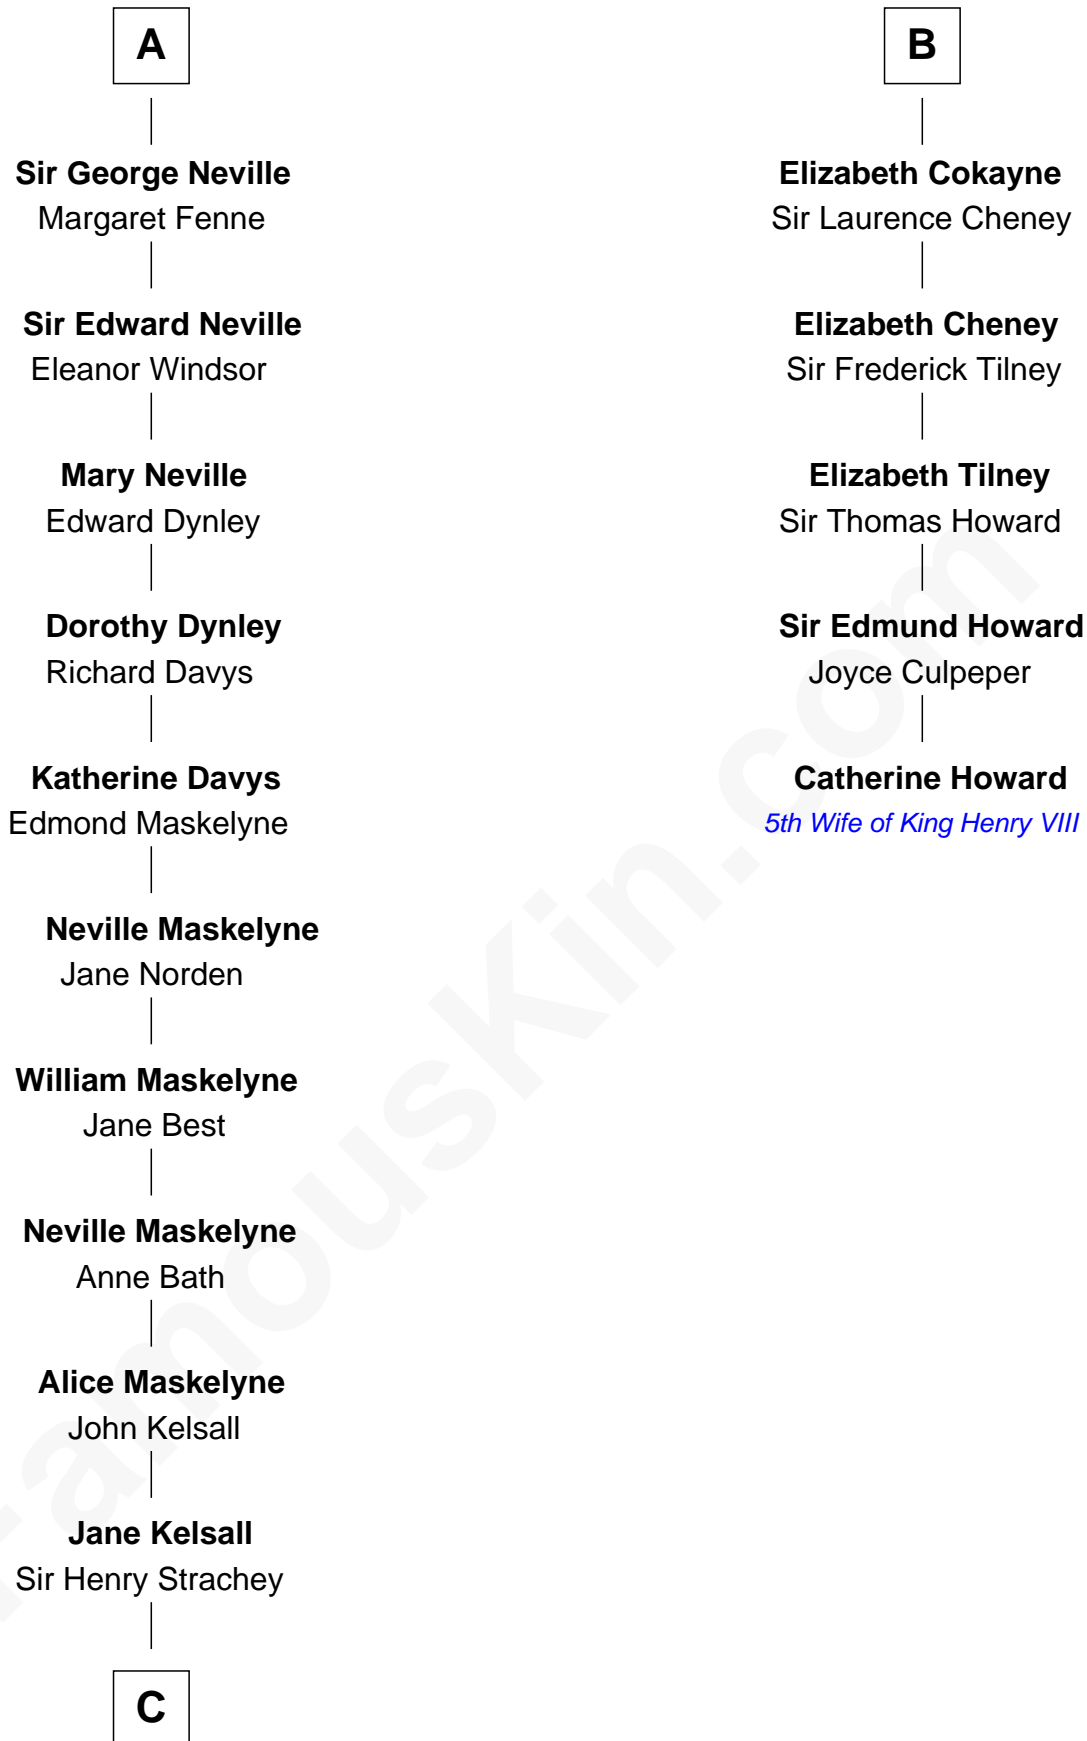 A
Sir George Neville
Margaret Fenne
Sir Edward Neville
Eleanor Windsor
Mary Neville
Edward Dynley
Dorothy Dynley
Richard Davys
Katherine Davys
Edmond Maskelyne
Neville Maskelyne
Jane Norden
William Maskelyne
Jane Best
Neville Maskelyne
Anne Bath
Alice Maskelyne
John Kelsall
Jane Kelsall
Sir Henry Strachey
C
B
Elizabeth Cokayne
Sir Laurence Cheney
Elizabeth Cheney
Sir Frederick Tilney
Elizabeth Tilney
Sir Thomas Howard
Sir Edmund Howard
Joyce Culpeper
Catherine Howard
5th Wife of King Henry VIII
FamousKin.com